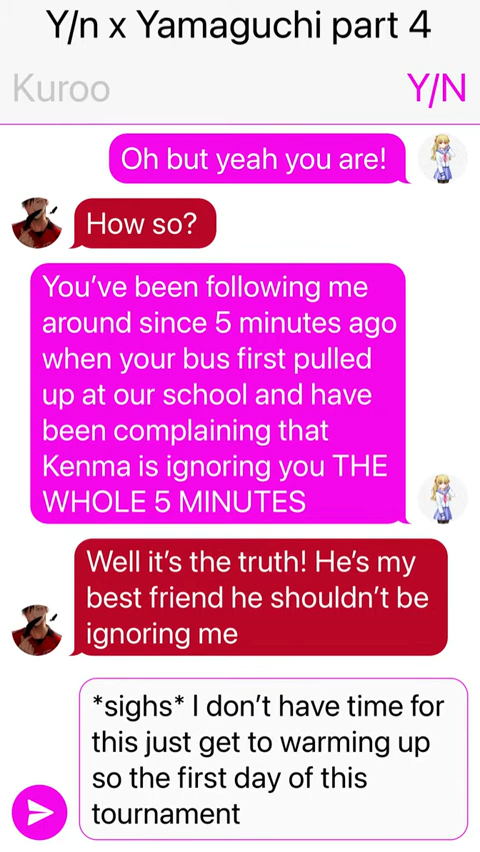 Y/n x Yamaguchi part 4
Kuroo
Y/N
Oh but yeah you are!
How so?
You’ve been following me
around since 5 minutes ago
when your bus first pulled
up at our school and have
been complaining that
Kenma is ignoring you THE
WHOLE 5 MINUTES
Well it’s the truth! He’s my
best friend he shouldn’t be
ignoring me
*sighs* I don’t have time for
this just get to warming up
so the first day of this
tournament